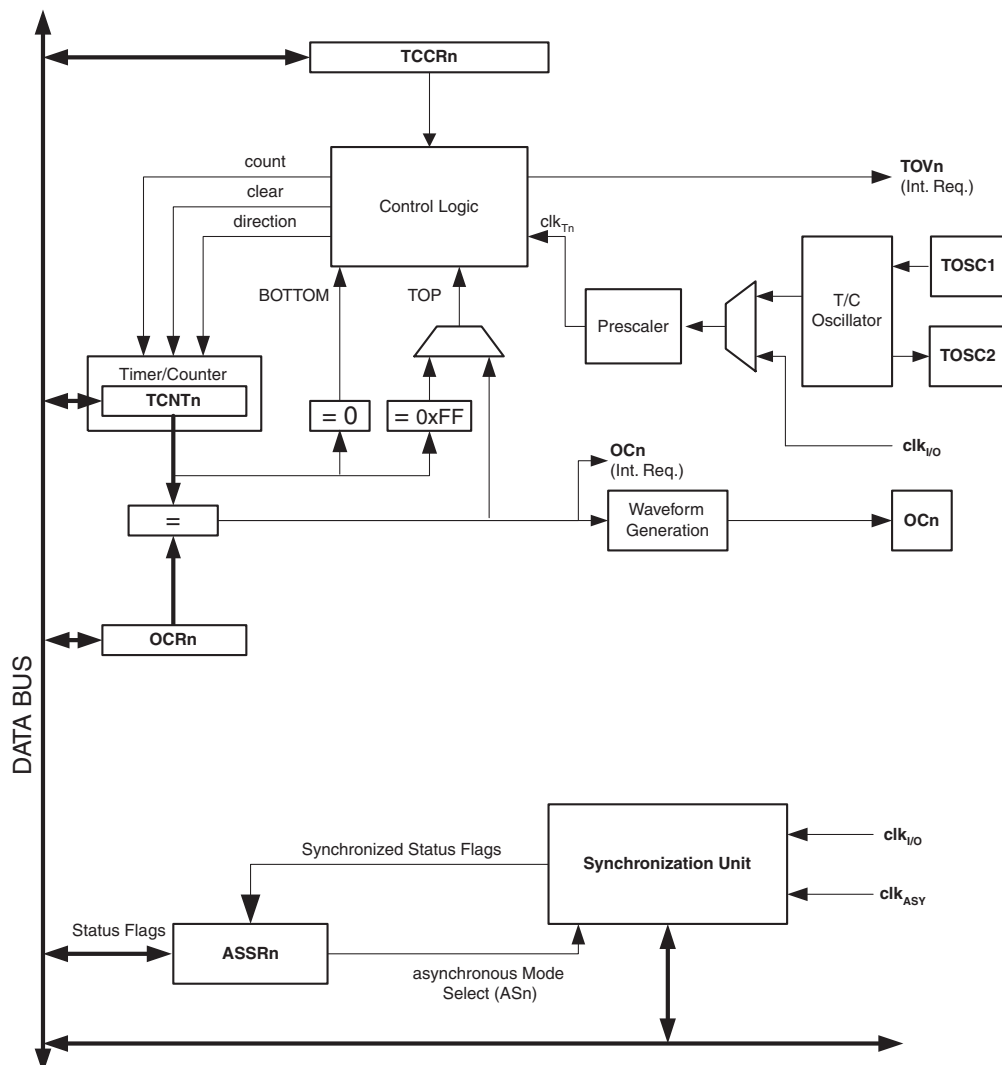 TCCRn
count
clear
direction
Control Logic
clkTn
TOVn
(Int. Req.)
BOTTOM
TOP
Prescaler
T/C
Oscillator
TOSC1
TOSC2
Timer/Counter
TCNTn
= 0
= 0xFF
clkI/O
OCn
(Int. Req.)
=
Waveform
Generation
OCn
OCRn
DATA BUS
Synchronized Status Flags
Synchronization Unit
clkI/O
clkASY
Status Flags
ASSRn
asynchronous Mode
Select (ASn)